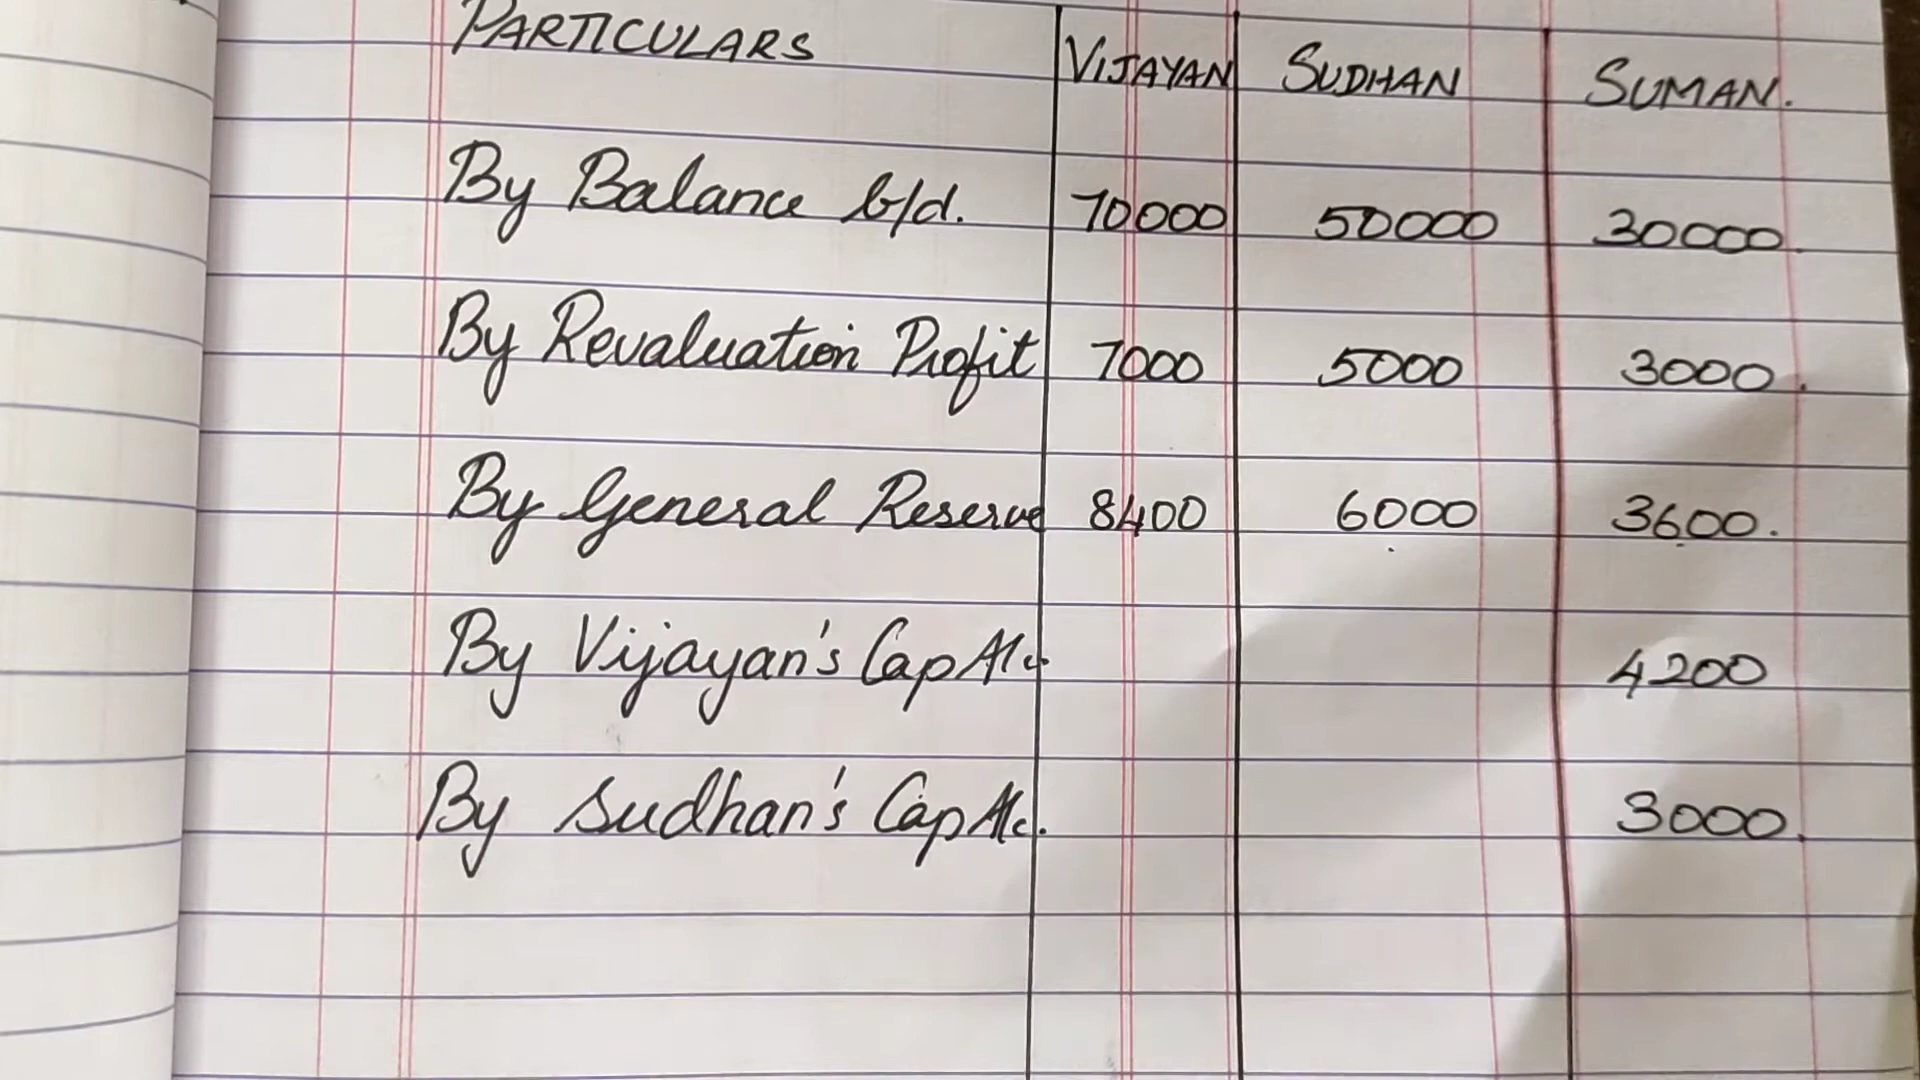 PARTICULARS VIJAYAN SUDHAN SUMAN.
By Balance b/d. 70000 50000 30000.
By Revaluation Profit 7000 5000 3000.
By General Reserve 8400 6000 3600.
By Vijayan's Cap A/c 4200
By Sudhan's Cap A/c. 3000.